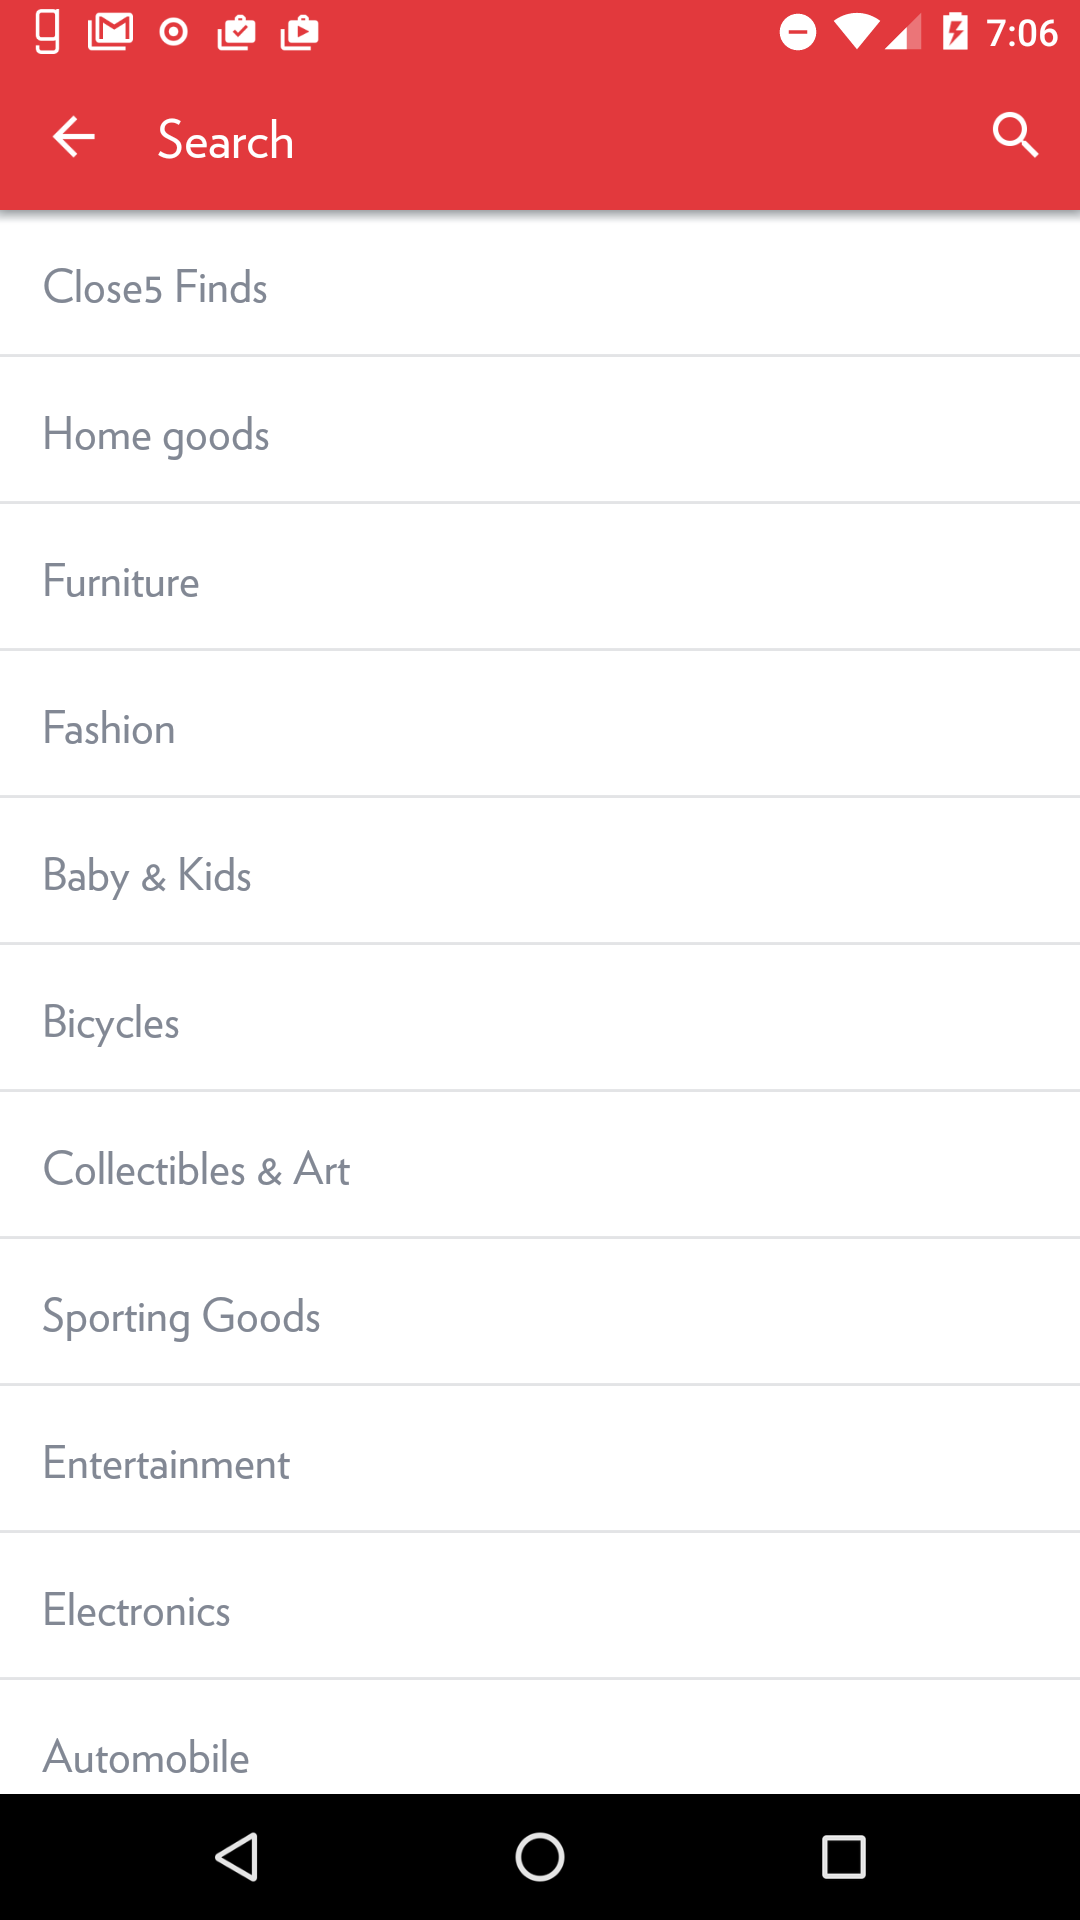 7:06
Search
Close5 Finds
Home goods
Furniture
Fashion
Baby & Kids
Bicycles
Collectibles & Art
Sporting Goods
Entertainment
Electronics
Automobile